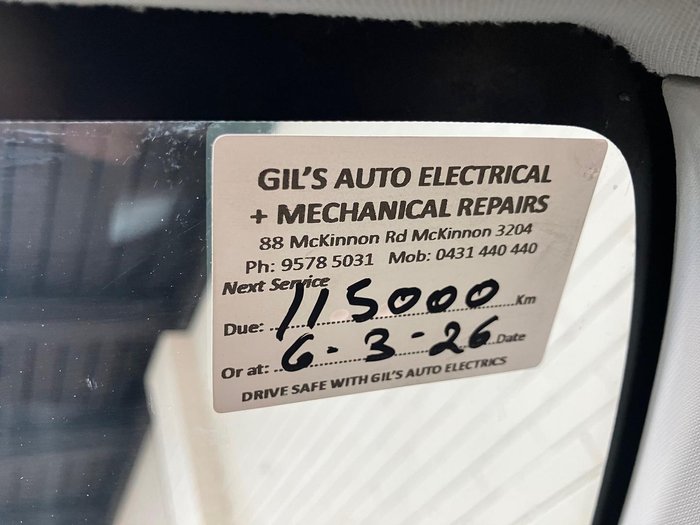 GIL'S AUTO ELECTRICAL
+ MECHANICAL REPAIRS
88 McKinnon Rd McKinnon 3204
Ph: 9578 5031 Mob: 0431 440 440
Next Service
Due: 115000 Km
Or at: 6-3-26 Date
DRIVE SAFE WITH GIL'S AUTO ELECTRICS